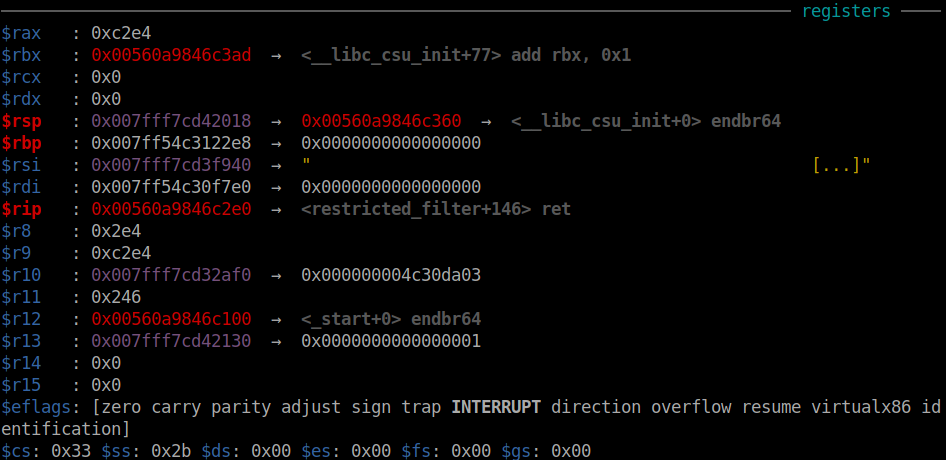 registers
$rax   : 0xc2e4
$rbx   : 0x00560a9846c3ad  →  <__libc_csu_init+77> add rbx, 0x1
$rcx   : 0x0
$rdx   : 0x0
$rsp   : 0x007fff7cd42018  →  0x00560a9846c360  →  <__libc_csu_init+0> endbr64
$rbp   : 0x007ff54c3122e8  →  0x0000000000000000
$rsi   : 0x007fff7cd3f940  →  "                                                  [...]"
$rdi   : 0x007ff54c30f7e0  →  0x0000000000000000
$rip   : 0x00560a9846c2e0  →  <restricted_filter+146> ret
$r8    : 0x2e4
$r9    : 0xc2e4
$r10   : 0x007fff7cd32af0  →  0x000000004c30da03
$r11   : 0x246
$r12   : 0x00560a9846c100  →  <_start+0> endbr64
$r13   : 0x007fff7cd42130  →  0x0000000000000001
$r14   : 0x0
$r15   : 0x0
$eflags: [zero carry parity adjust sign trap INTERRUPT direction overflow resume virtualx86 id
entification]
$cs: 0x33 $ss: 0x2b $ds: 0x00 $es: 0x00 $fs: 0x00 $gs: 0x00